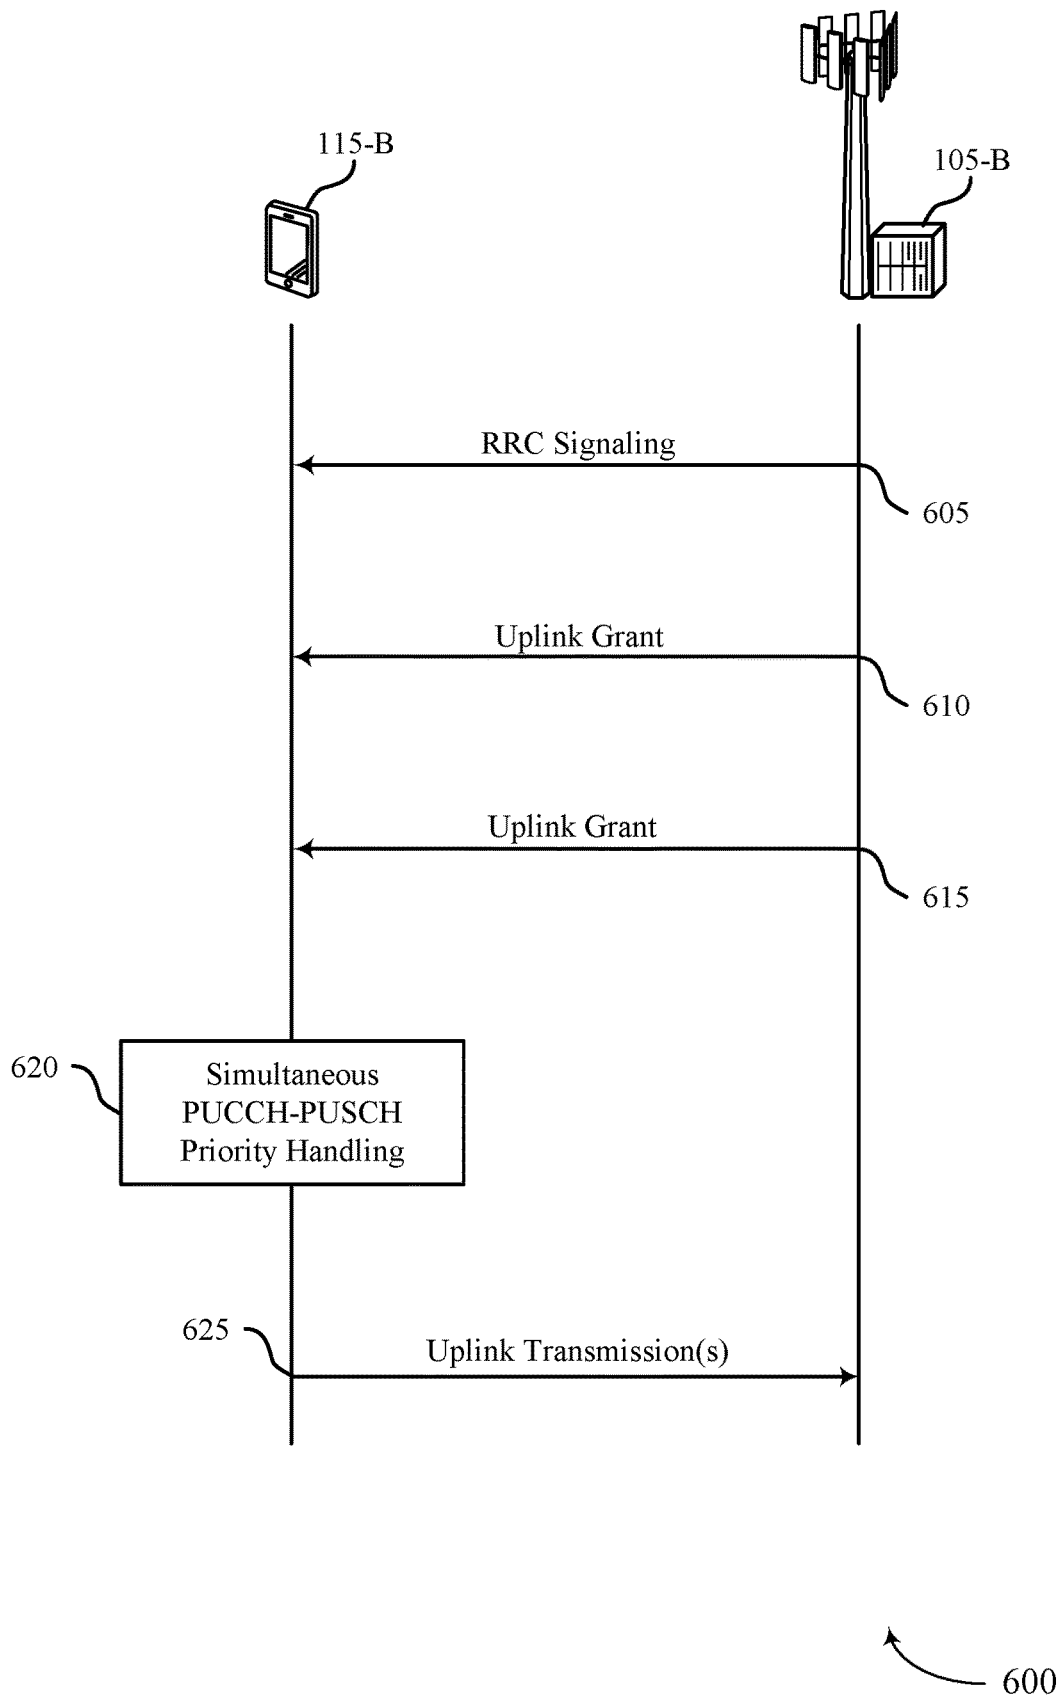 115-B
105-B
RRC Signaling
605
Uplink Grant
610
Uplink Grant
615
620
Simultaneous
PUCCH-PUSCH
Priority Handling
625
Uplink Transmission(s)
600